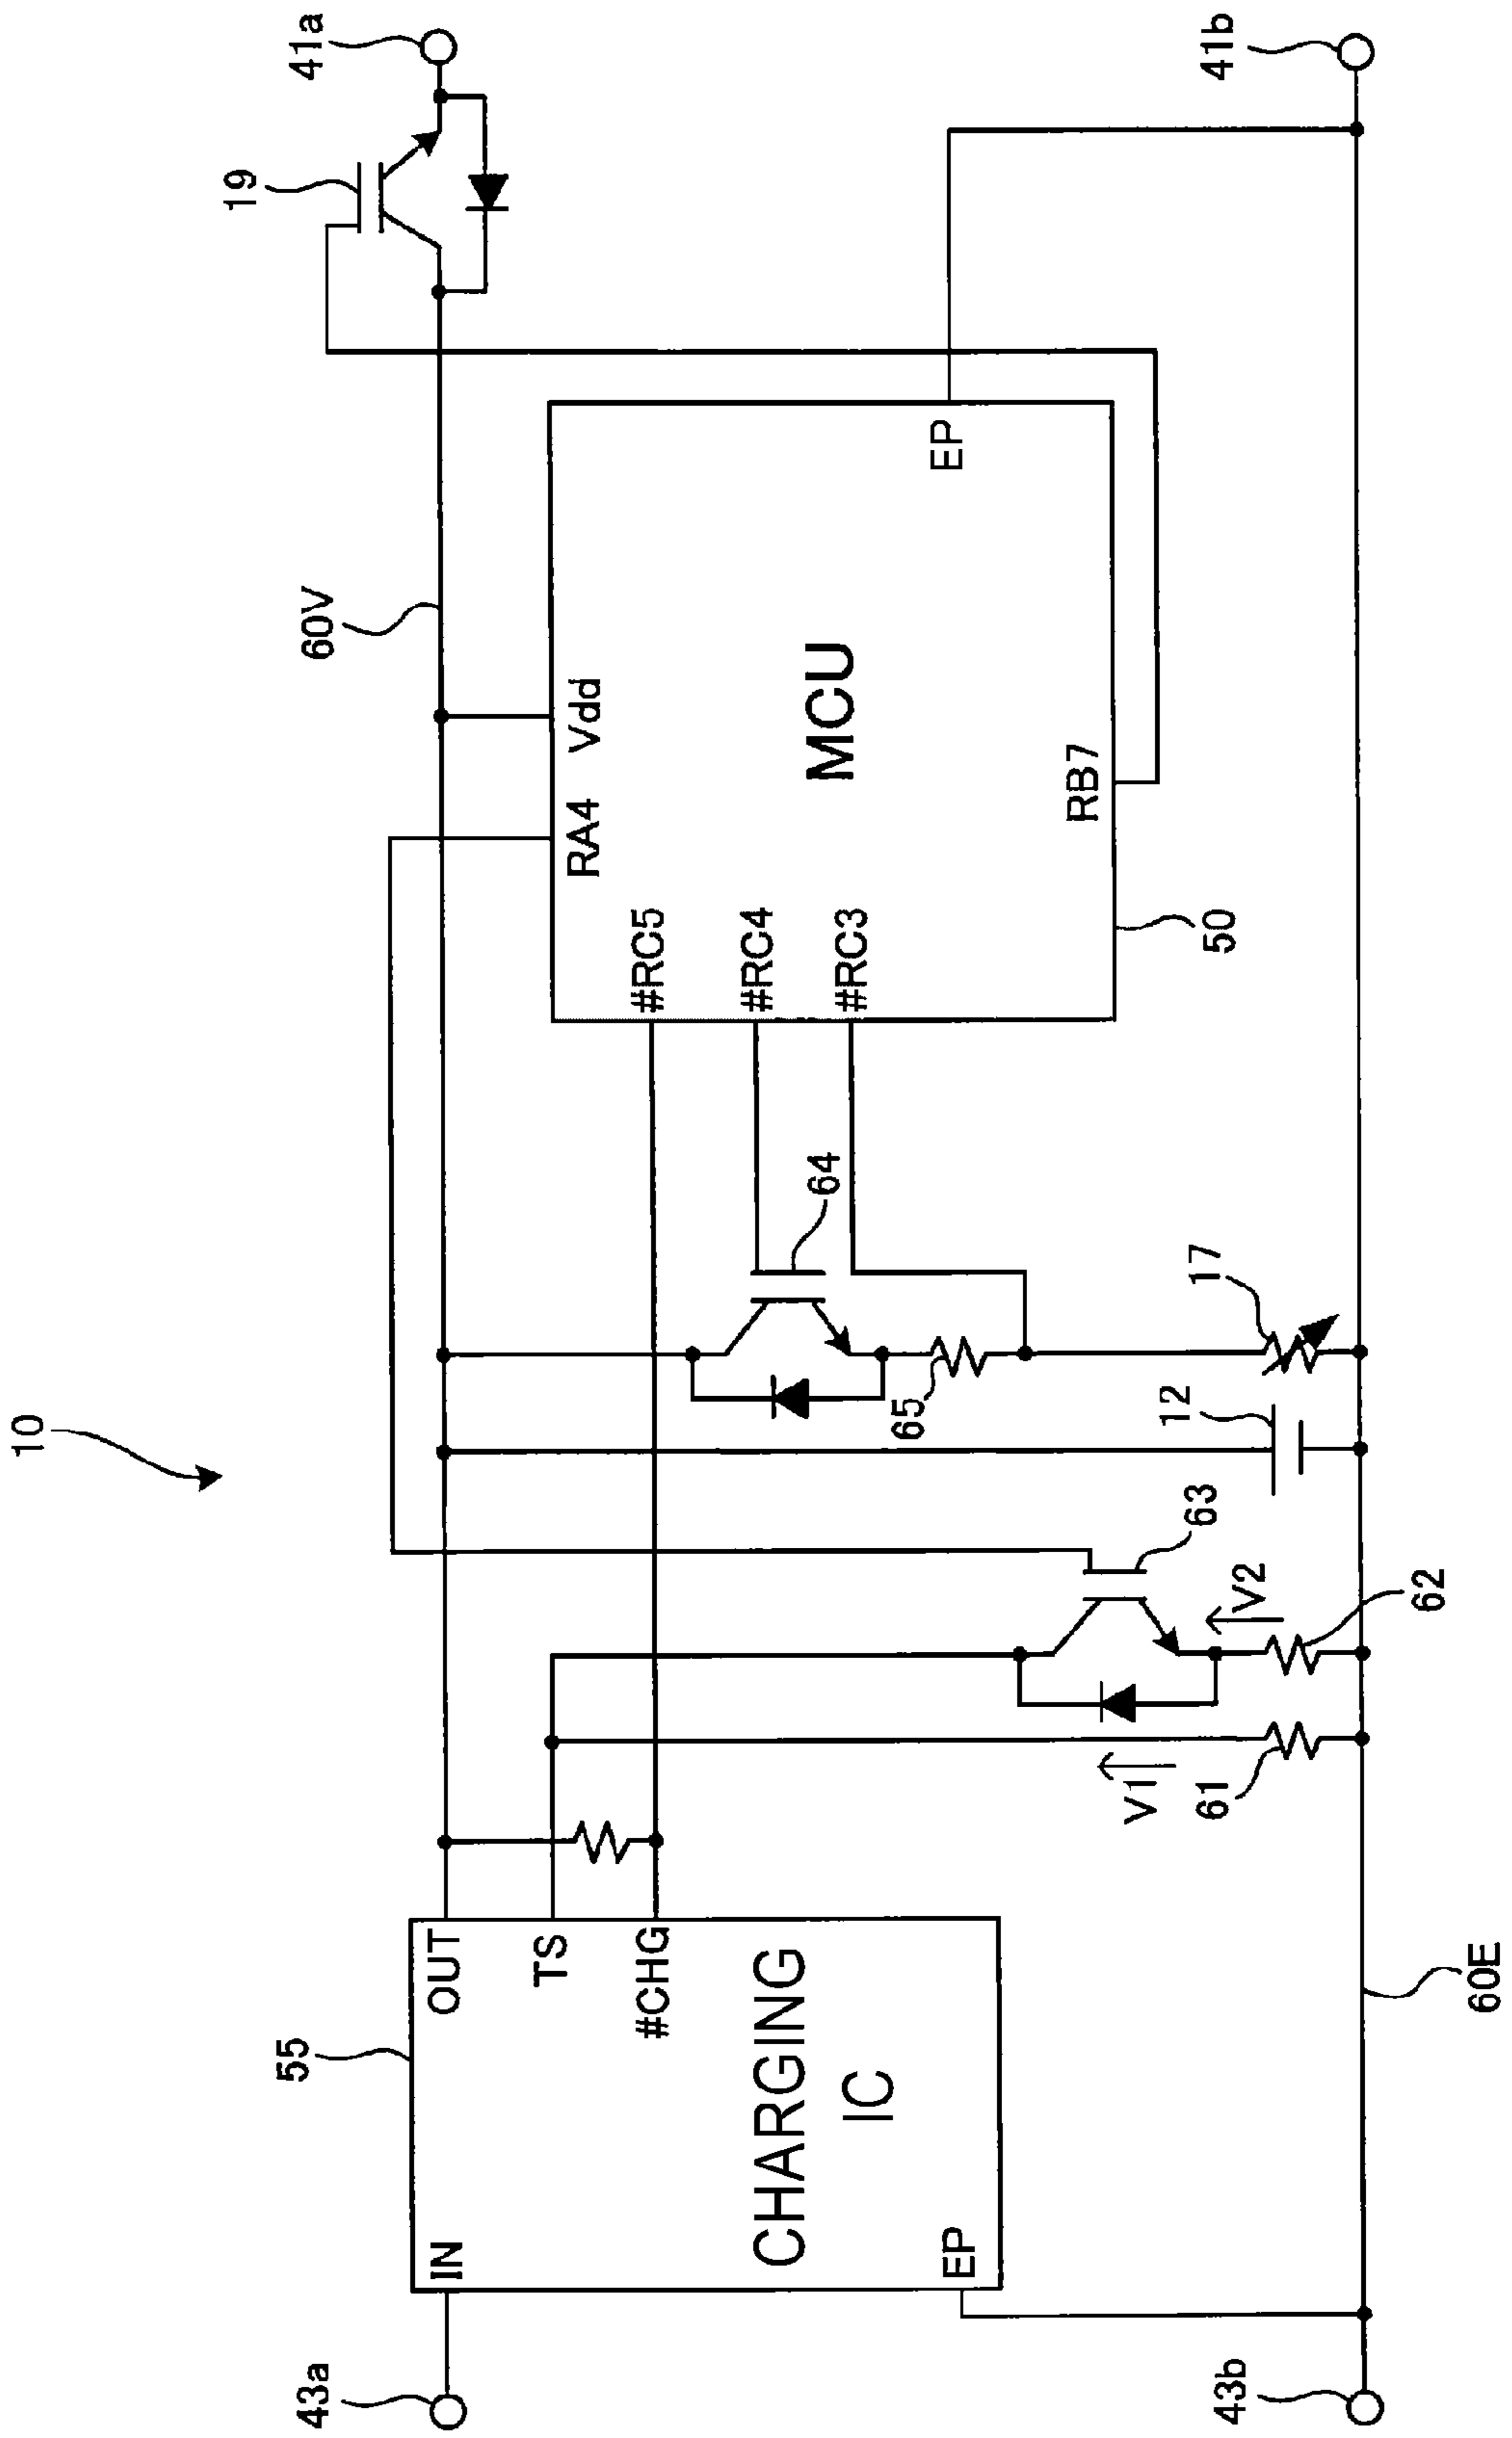 10
41a
19
60V
55
43a
IN
OUT
TS
#CHG
CHARGING
IC
EP
RA4
Vdd
#RC5
#RC4
#RC3
MCU
EP
RB7
50
64
65
17
12
63
V1
V2
61
62
60E
43b
41b